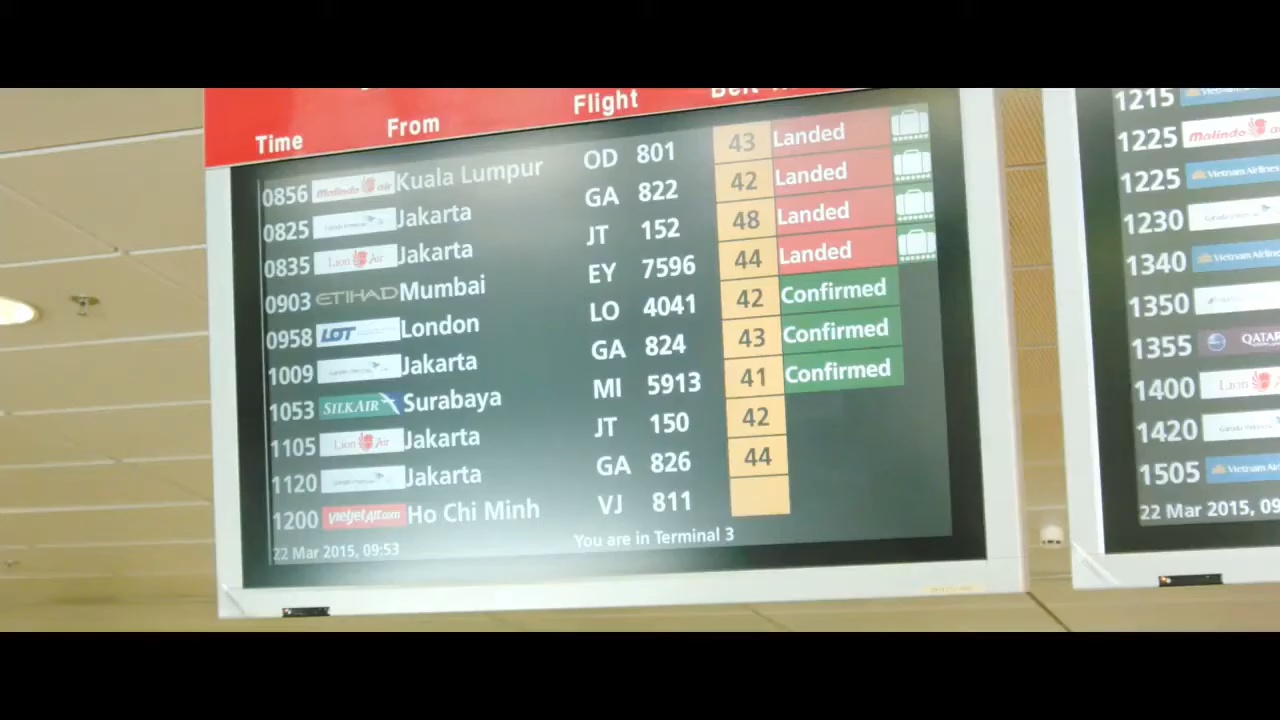 Time From Flight
0856 Malindo air Kuala Lumpur OD 801 43 Landed
0825 Jakarta GA 822 42 Landed
0835 Lion Air Jakarta JT 152 48 Landed
0903 ETIHAD Mumbai EY 7596 44 Landed
0958 LOT London LO 4041 42 Confirmed
1009 Jakarta GA 824 43 Confirmed
1053 SILKAIR Surabaya MI 5913 41 Confirmed
1105 Lion Air Jakarta JT 150 42
1120 Jakarta GA 826 44
1200 vietjetAir.com Ho Chi Minh VJ 811
22 Mar 2015, 09:53 You are in Terminal 3
1215
1225 Malindo
1225 Vietnam Airlines
1230
1340 Vietnam Airlines
1350
1355 QATAR
1400 Lion
1420
1505 Vietnam Airlines
22 Mar 2015, 09